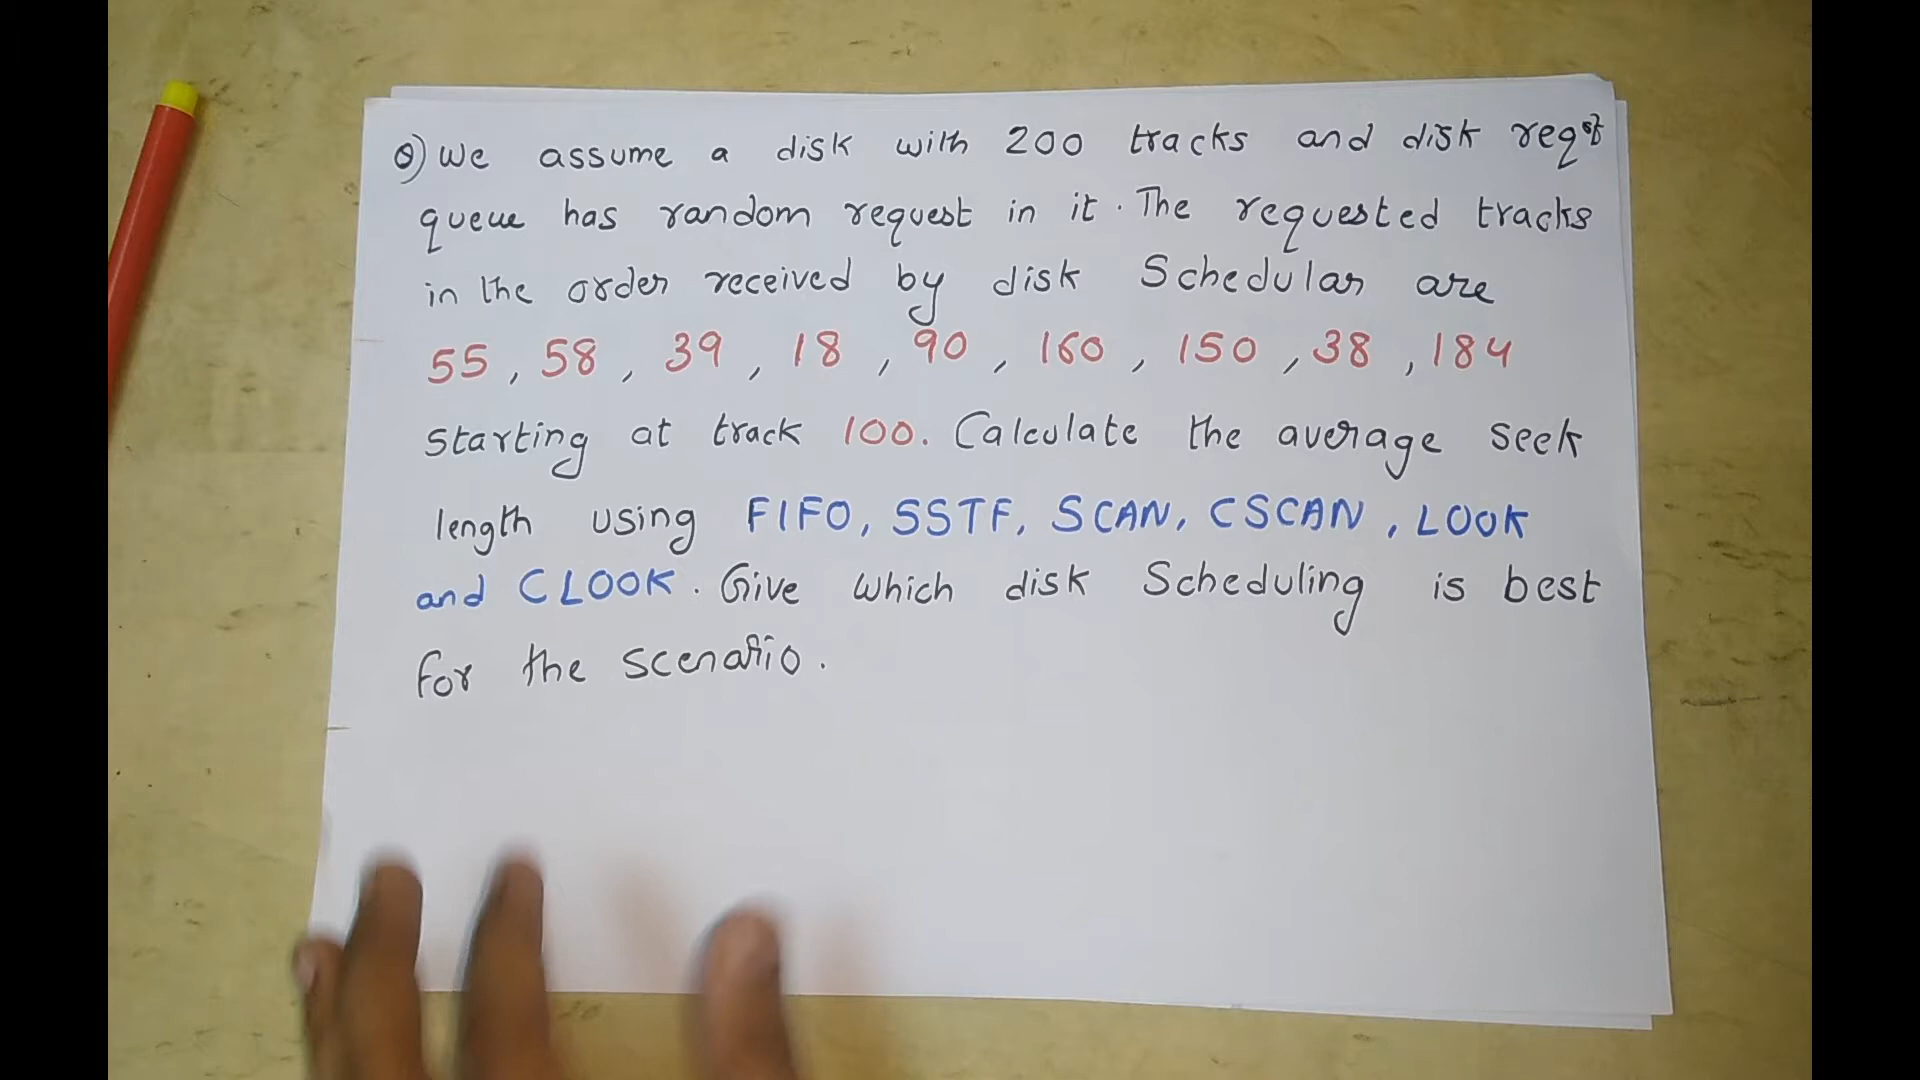 Q) We assume a disk with 200 tracks and disk reqst
queue has random request in it. The requested tracks
in the order received by disk Schedular are
55, 58, 39, 18, 90, 160, 150, 38, 184
Starting at track 100. Calculate the average seek
length using FIFO, SSTF, SCAN, CSCAN, LOOK
and CLOOK. Give which disk Scheduling is best
for the scenario.